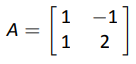 A = [ 1 -1
1 2 ]